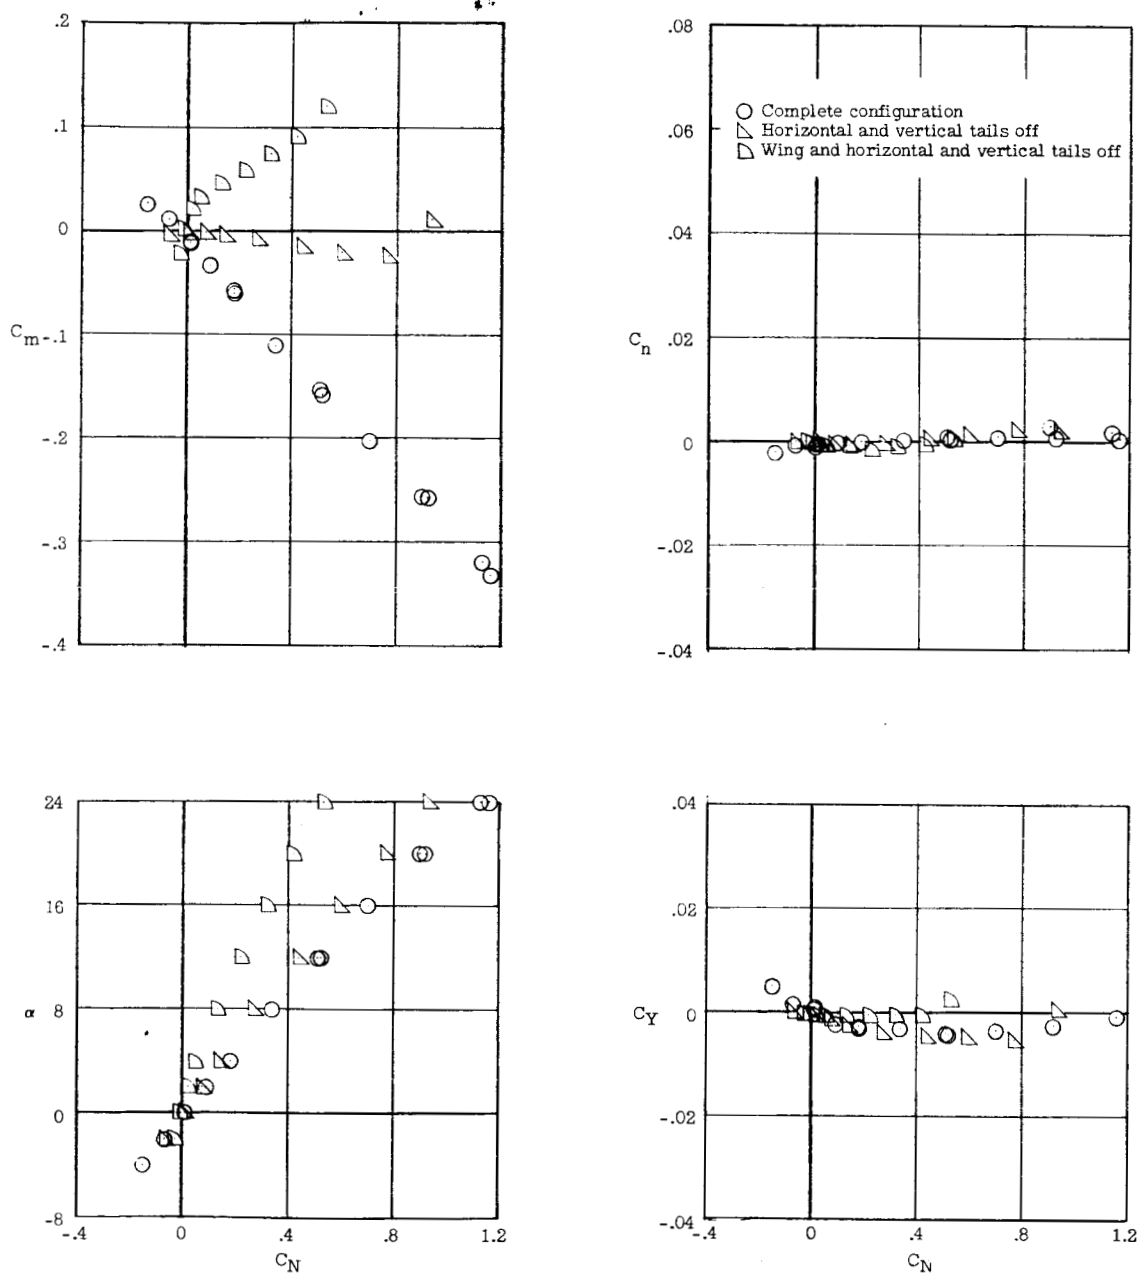 .2
.1
0
C_m -.1
-.2
-.3
-.4
.08
○ Complete configuration
.06
Horizontal and vertical tails off
Wing and horizontal and vertical tails off
.04
C_n .02
0
-.02
-.04
24
16
α 8
0
-8
-.4 0 .4 .8 1.2
C_N
.04
.02
C_Y 0
-.02
-.04
-.4 0 .4 .8 1.2
C_N